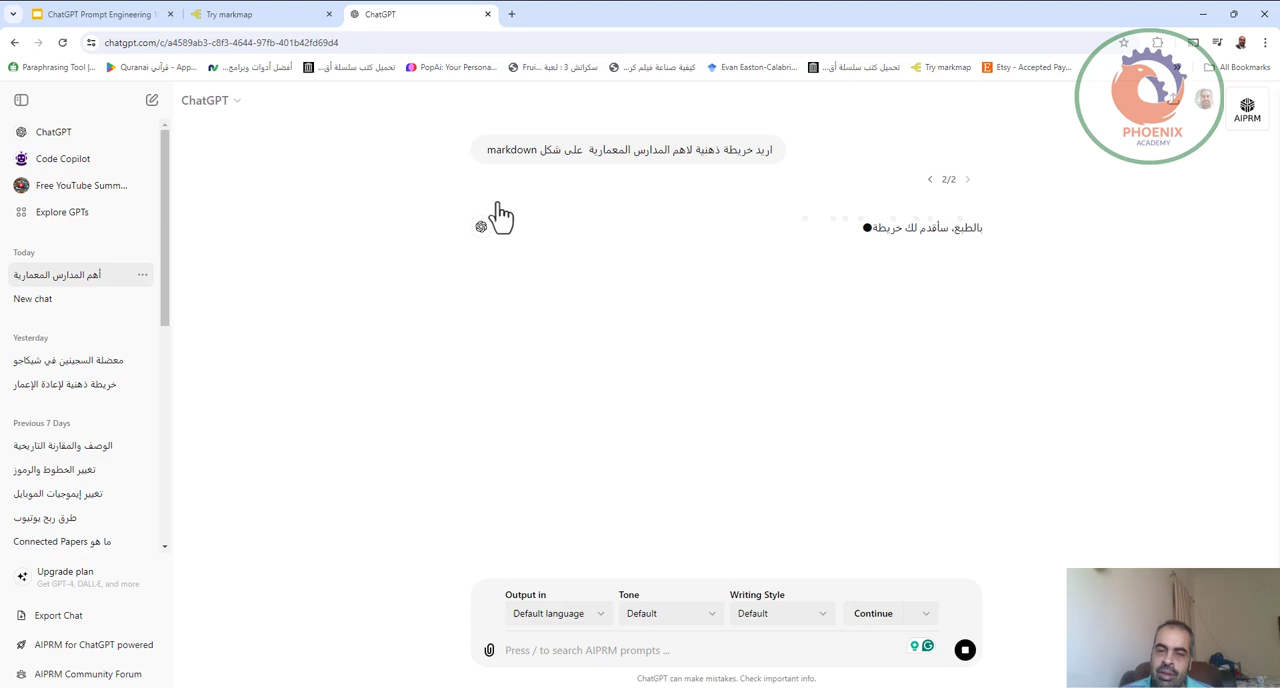 ChatGPT Prompt Engineering
Try markmap
ChatGPT
chatgpt.com/c/a4589ab3-c8f3-4644-97fb-401b42fd69d4
Paraphrasing Tool |...
Quranai - قرآني - App...
أفضل أدوات وبرامج...
تحميل كتب سلسلة أق...
PopAi: Your Persona...
سكراتش 3 : لعبة ...Frui
كيفية صناعة فيلم كر...
Evan Easton-Calabri...
تحميل كتب سلسلة أق...
Try markmap
Etsy - Accepted Pay...
All Bookmarks
ChatGPT
AIPRM
PHOENIX
ACADEMY
ChatGPT
Code Copilot
Free YouTube Summ...
Explore GPTs
Today
أهم المدارس المعمارية
New chat
Yesterday
معضلة السجينين في شيكاجو
خريطة ذهنية لإعادة الإعمار
Previous 7 Days
الوصف والمقارنة التاريخية
تغيير الخطوط والرموز
تغيير إيموجيات الموبايل
طرق ربح يوتيوب
ما هو Connected Papers
Upgrade plan
Get GPT-4, DALL·E, and more
Export Chat
AIPRM for ChatGPT powered
AIPRM Community Forum
اريد خريطة ذهنية لاهم المدارس المعمارية على شكل markdown
2/2
بالطبع، سأقدم لك خريطة
Output in
Tone
Writing Style
Default language
Default
Default
Continue
Press / to search AIPRM prompts ...
ChatGPT can make mistakes. Check important info.